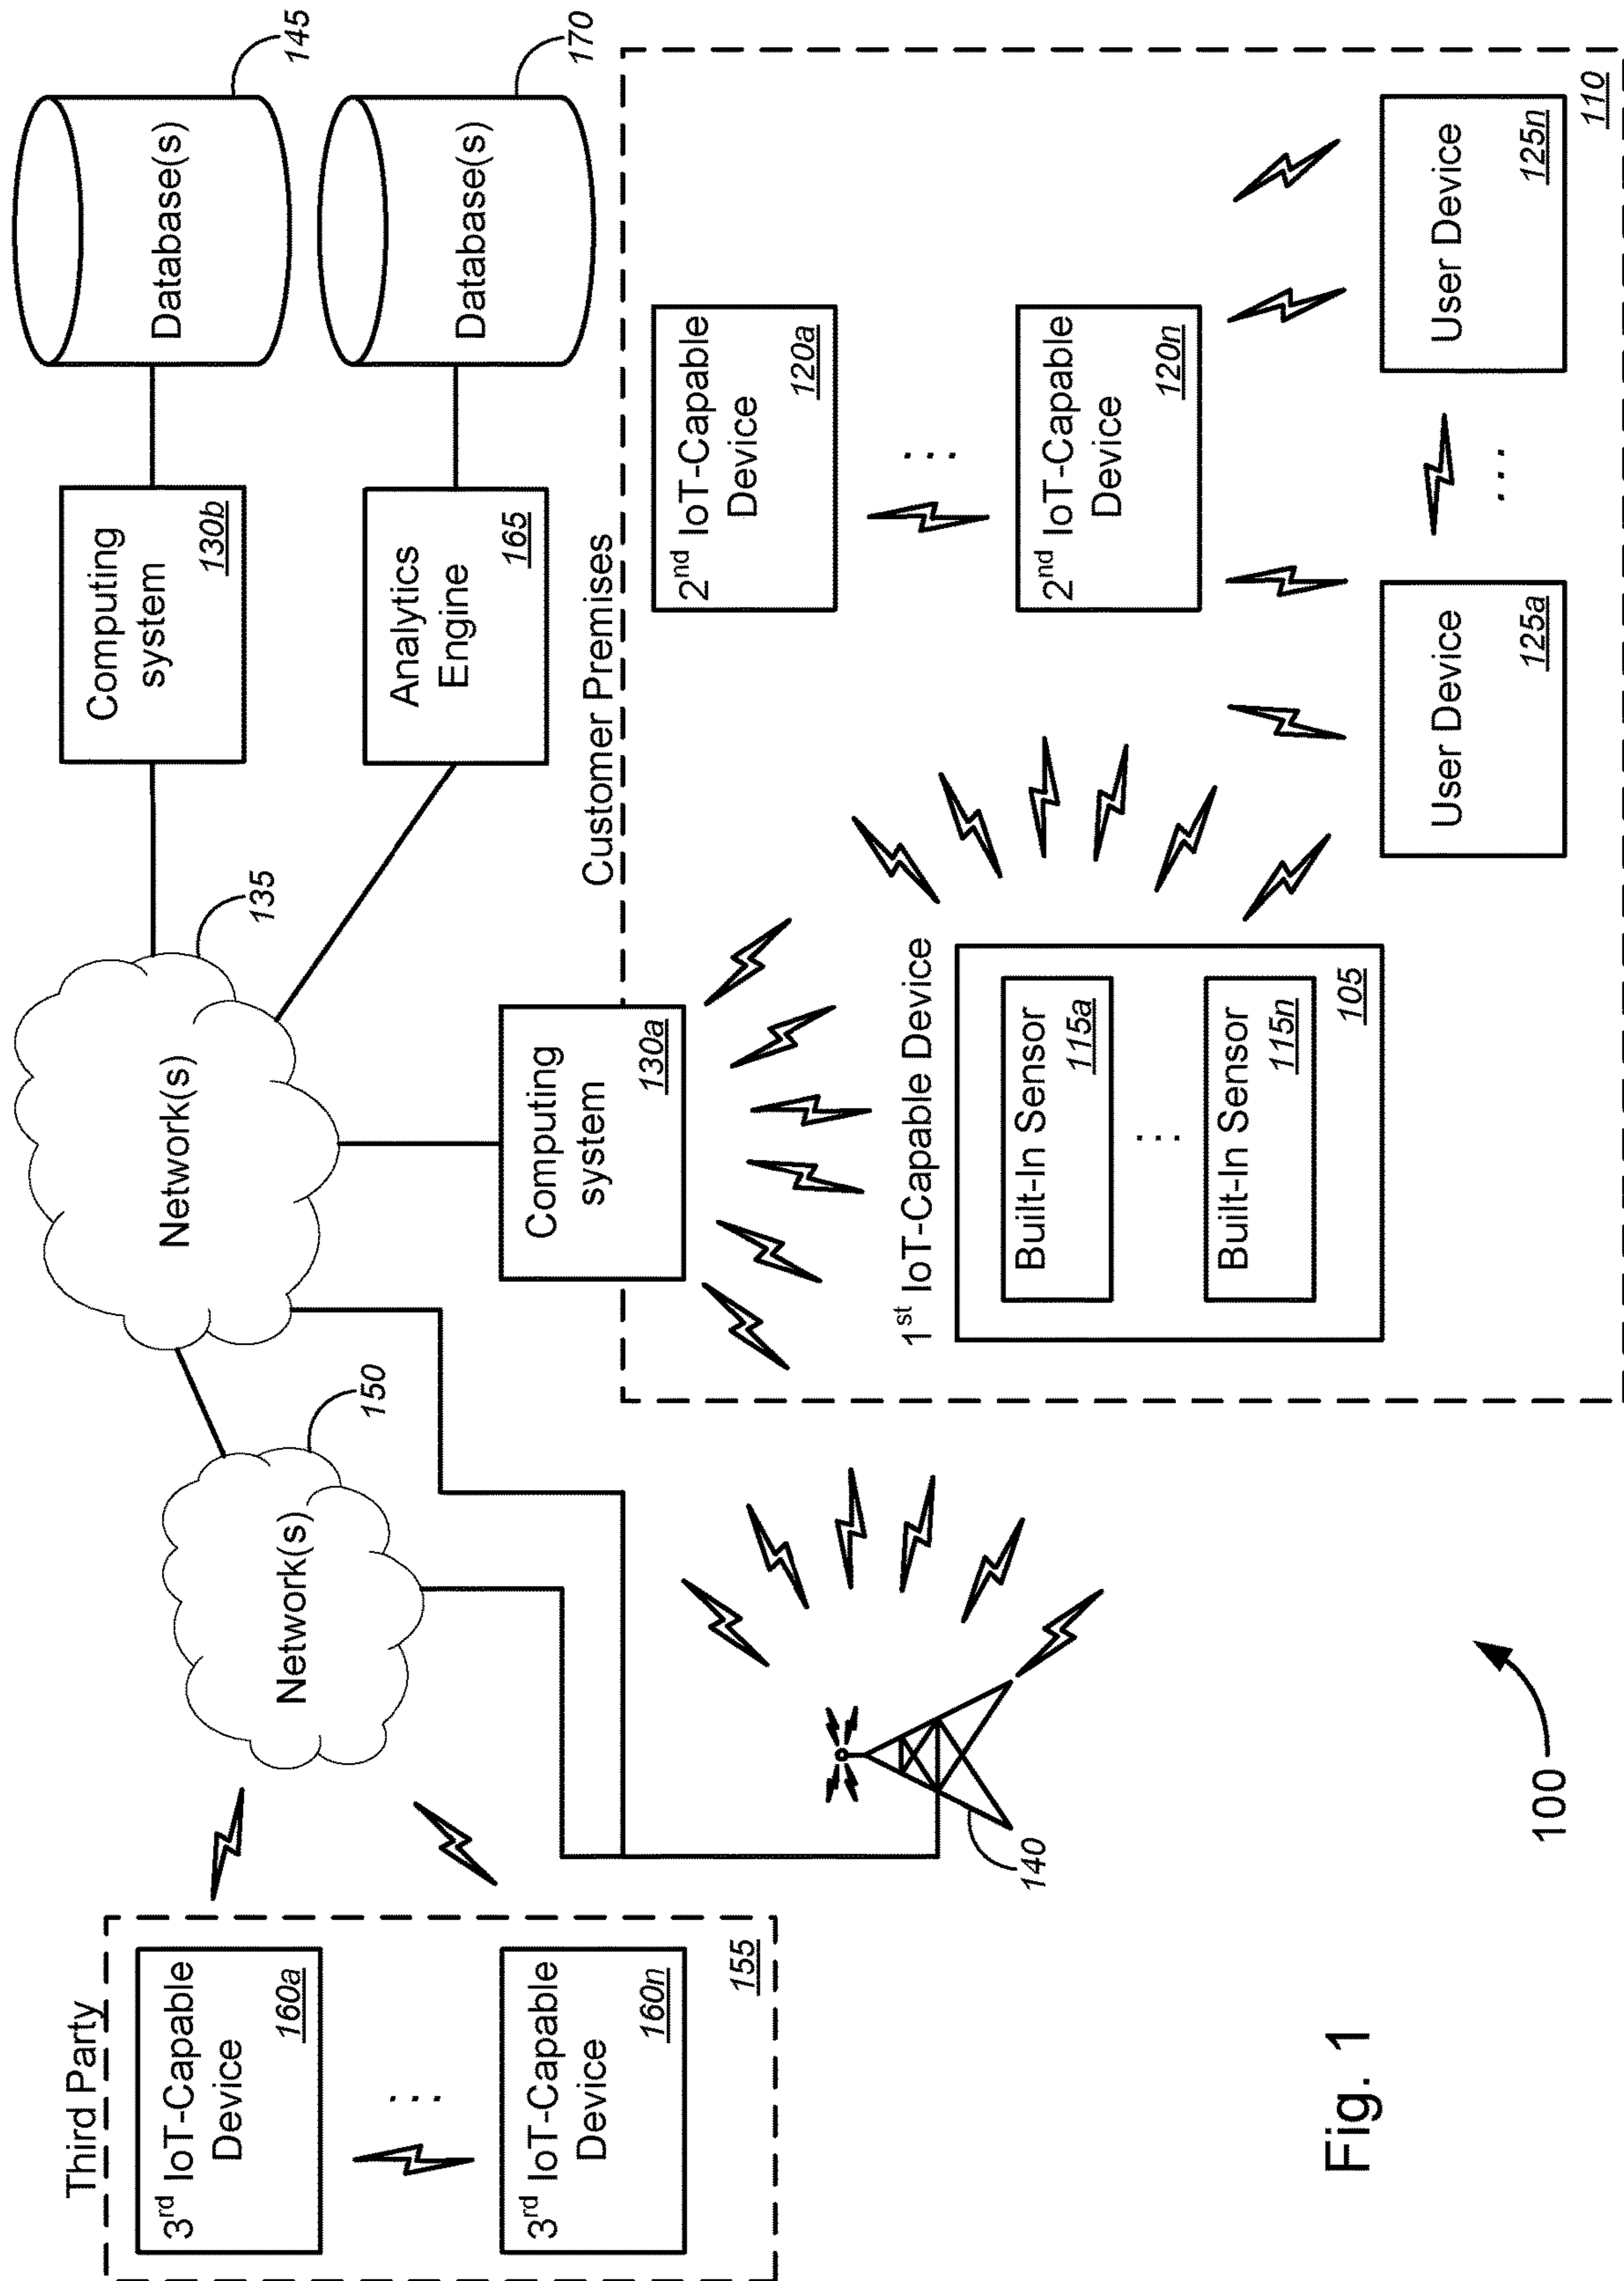 Third Party
3rd IoT-Capable
Device
160a
. . .
3rd IoT-Capable
Device
160n
155
Network(s)
150
Network(s)
135
Computing
system
130b
Database(s)
145
Analytics
Engine
165
Database(s)
170
140
Computing
system
130a
Customer Premises
1st IoT-Capable Device
Built-In Sensor
115a
. . .
Built-In Sensor
115n
105
2nd IoT-Capable
Device
120a
. . .
2nd IoT-Capable
Device
120n
User Device
125a
. . .
User Device
125n
110
100
Fig. 1